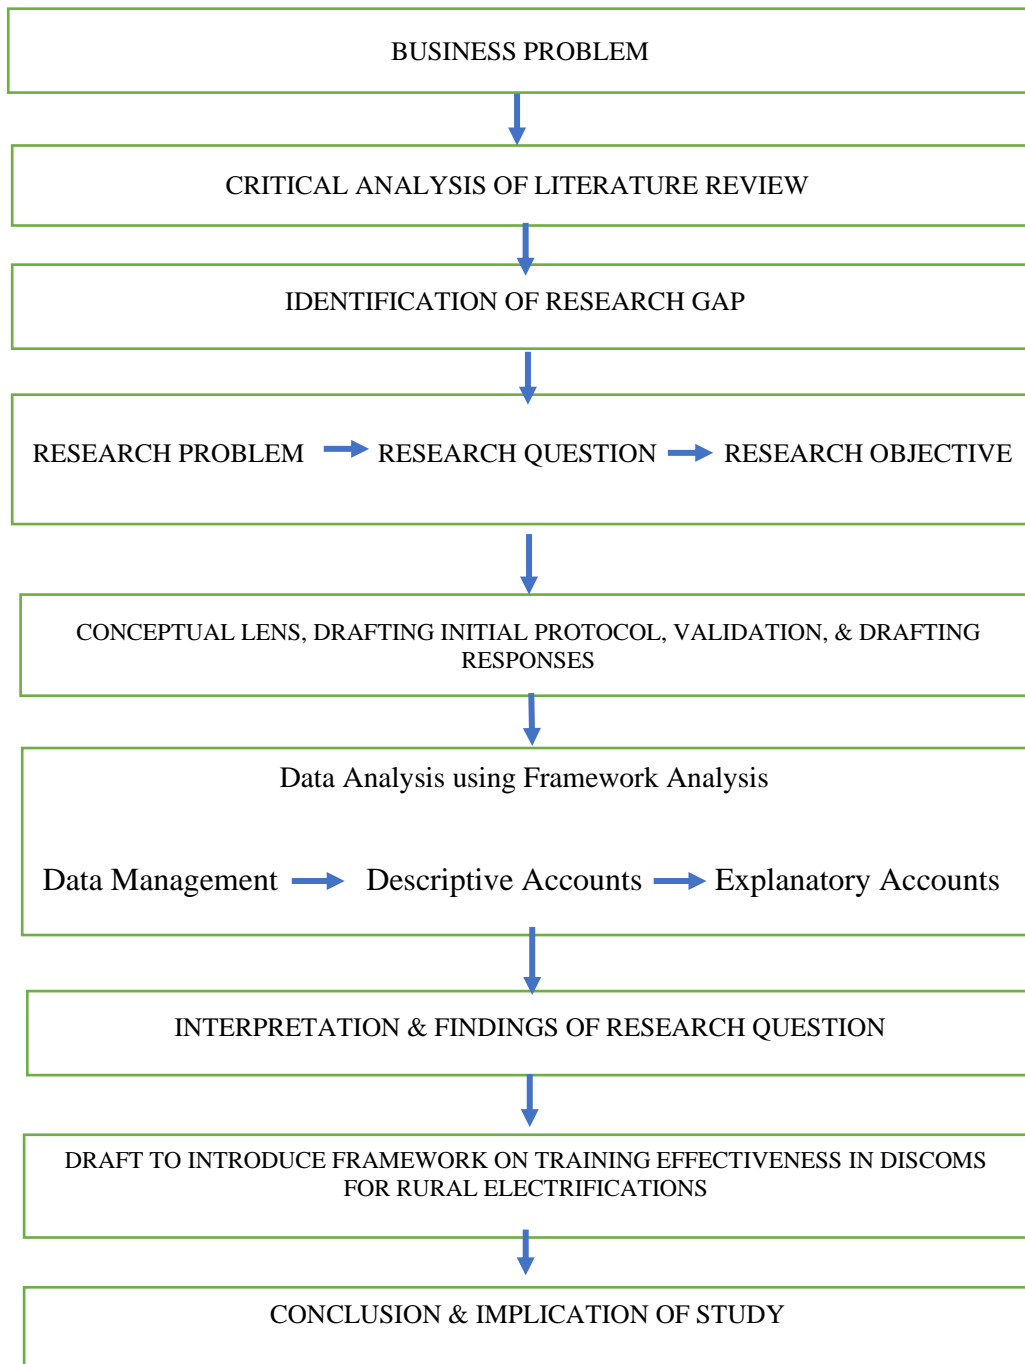 BUSINESS PROBLEM
CRITICAL ANALYSIS OF LITERATURE REVIEW
IDENTIFICATION OF RESEARCH GAP
RESEARCH PROBLEM RESEARCH QUESTION RESEARCH OBJECTIVE
CONCEPTUAL LENS, DRAFTING INITIAL PROTOCOL, VALIDATION, & DRAFTING
RESPONSES
Data Analysis using Framework Analysis
Data Management Descriptive Accounts Explanatory Accounts
INTERPRETATION & FINDINGS OF RESEARCH QUESTION
DRAFT TO INTRODUCE FRAMEWORK ON TRAINING EFFECTIVENESS IN DISCOMS
FOR RURAL ELECTRIFICATIONS
CONCLUSION & IMPLICATION OF STUDY